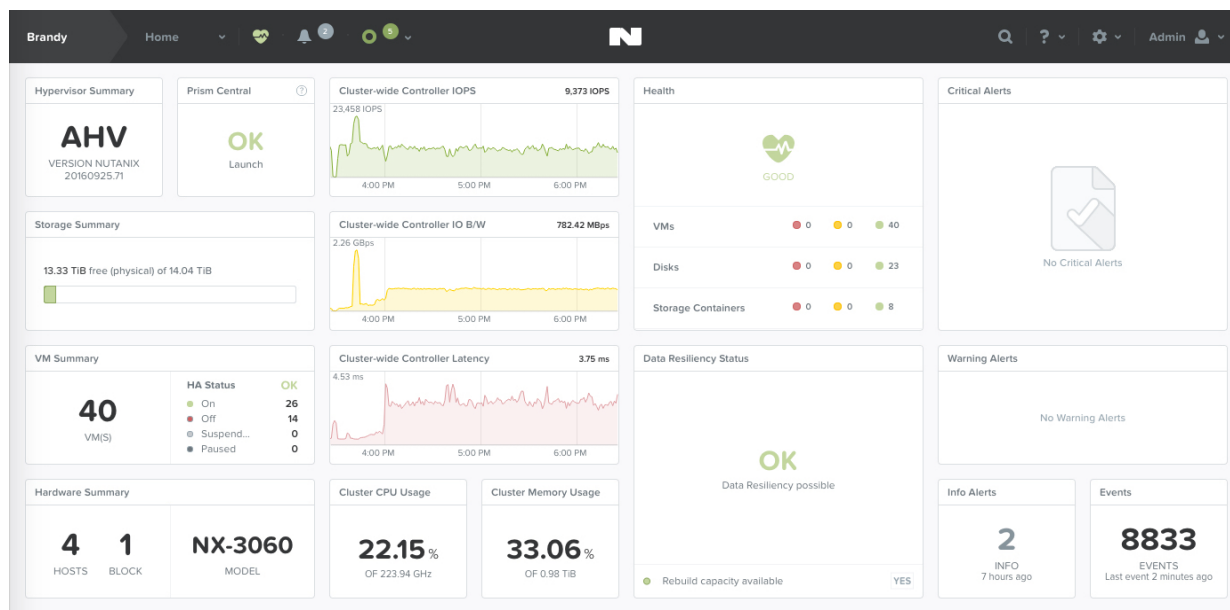 Brandy
Home
2
5
?
Admin
Hypervisor Summary
AHV
VERSION NUTANIX
20160925.71
Prism Central
?
OK
Launch
Cluster-wide Controller IOPS
9,373 IOPS
23,458 IOPS
4:00 PM 5:00 PM 6:00 PM
Health
GOOD
VMs 0 0 40
Disks 0 0 23
Storage Containers 0 0 8
Critical Alerts
No Critical Alerts
Storage Summary
13.33 TiB free (physical) of 14.04 TiB
Cluster-wide Controller IO B/W
782.42 MBps
2.26 GBps
4:00 PM 5:00 PM 6:00 PM
VM Summary
40
VM(S)
HA Status OK
On 26
Off 14
Suspend... 0
Paused 0
Cluster-wide Controller Latency
3.75 ms
4.53 ms
4:00 PM 5:00 PM 6:00 PM
Data Resiliency Status
OK
Data Resiliency possible
Rebuild capacity available YES
Warning Alerts
No Warning Alerts
Hardware Summary
4
HOSTS
1
BLOCK
NX-3060
MODEL
Cluster CPU Usage
22.15 %
OF 223.94 GHz
Cluster Memory Usage
33.06 %
OF 0.98 TiB
Info Alerts
2
INFO
7 hours ago
Events
8833
EVENTS
Last event 2 minutes ago